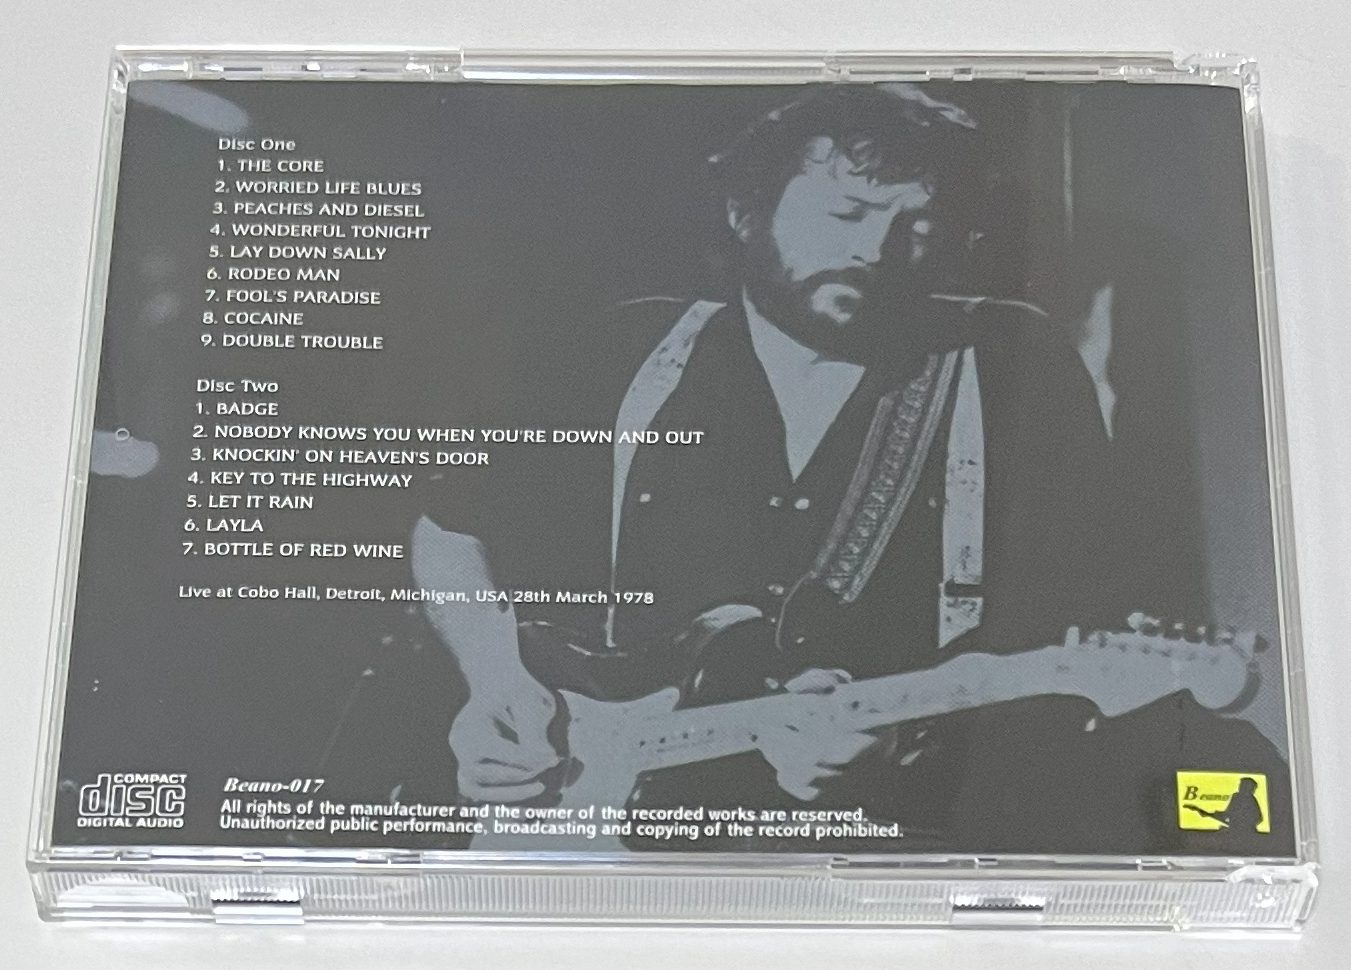 Disc One
1. THE CORE
2. WORRIED LIFE BLUES
3. PEACHES AND DIESEL
4. WONDERFUL TONIGHT
5. LAY DOWN SALLY
6. RODEO MAN
7. FOOL'S PARADISE
8. COCAINE
9. DOUBLE TROUBLE
Disc Two
1. BADGE
2. NOBODY KNOWS YOU WHEN YOU'RE DOWN AND OUT
3. KNOCKIN' ON HEAVEN'S DOOR
4. KEY TO THE HIGHWAY
5. LET IT RAIN
6. LAYLA
7. BOTTLE OF RED WINE
Live at Cobo Hall, Detroit, Michigan, USA 28th March 1978
COMPACT
disc
DIGITAL AUDIO
Beano-017
All rights of the manufacturer and the owner of the recorded works are reserved.
Unauthorized public performance, broadcasting and copying of the record prohibited.
Beano